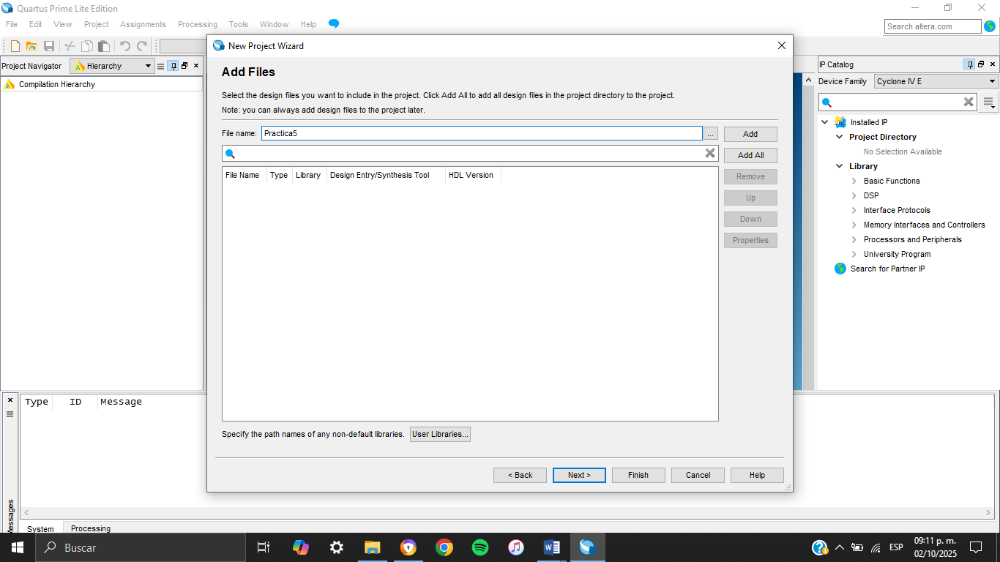 Quartus Prime Lite Edition
File Edit View Project Assignments Processing Tools Window Help
Search altera.com
Project Navigator
Hierarchy
Compilation Hierarchy
New Project Wizard
Add Files
Select the design files you want to include in the project. Click Add All to add all design files in the project directory to the project.
Note: you can always add design files to the project later.
File name: Practica5 ... Add
Add All
File Name Type Library Design Entry/Synthesis Tool HDL Version
Remove
Up
Down
Properties
Specify the path names of any non-default libraries. User Libraries...
< Back Next > Finish Cancel Help
IP Catalog
Device Family Cyclone IV E
Installed IP
Project Directory
No Selection Available
Library
Basic Functions
DSP
Interface Protocols
Memory Interfaces and Controllers
Processors and Peripherals
University Program
Search for Partner IP
Type ID Message
Messages
System Processing
Buscar
ESP
09:11 p. m.
02/10/2025